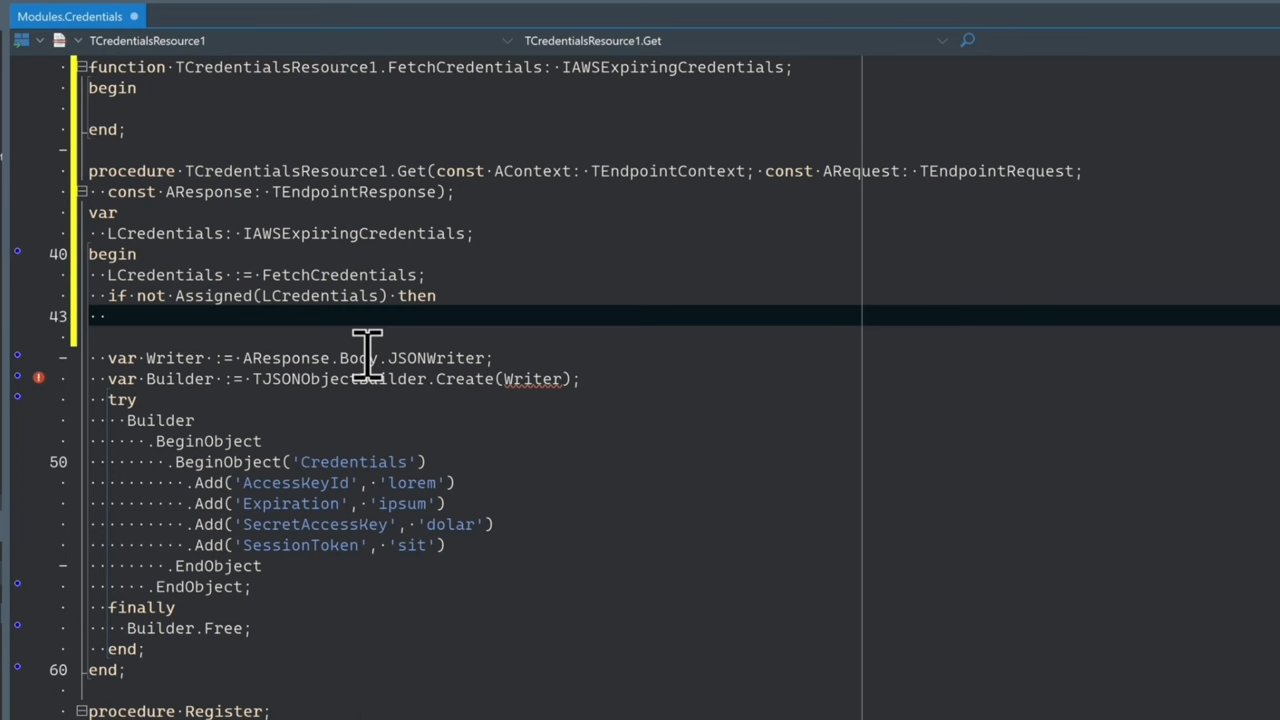 Modules.Credentials
TCredentialsResource1 TCredentialsResource1.Get
function TCredentialsResource1.FetchCredentials: IAWSExpiringCredentials;
begin
end;
procedure TCredentialsResource1.Get(const AContext: TEndpointContext; const ARequest: TEndpointRequest;
const AResponse: TEndpointResponse);
var
LCredentials: IAWSExpiringCredentials;
40 begin
LCredentials := FetchCredentials;
if not Assigned(LCredentials) then
43
var Writer := AResponse.Body.JSONWriter;
var Builder := TJSONObjectBuilder.Create(Writer);
try
Builder
.BeginObject
50 .BeginObject('Credentials')
.Add('AccessKeyId', 'lorem')
.Add('Expiration', 'ipsum')
.Add('SecretAccessKey', 'dolar')
.Add('SessionToken', 'sit')
.EndObject
.EndObject;
finally
Builder.Free;
end;
60 end;
procedure Register;